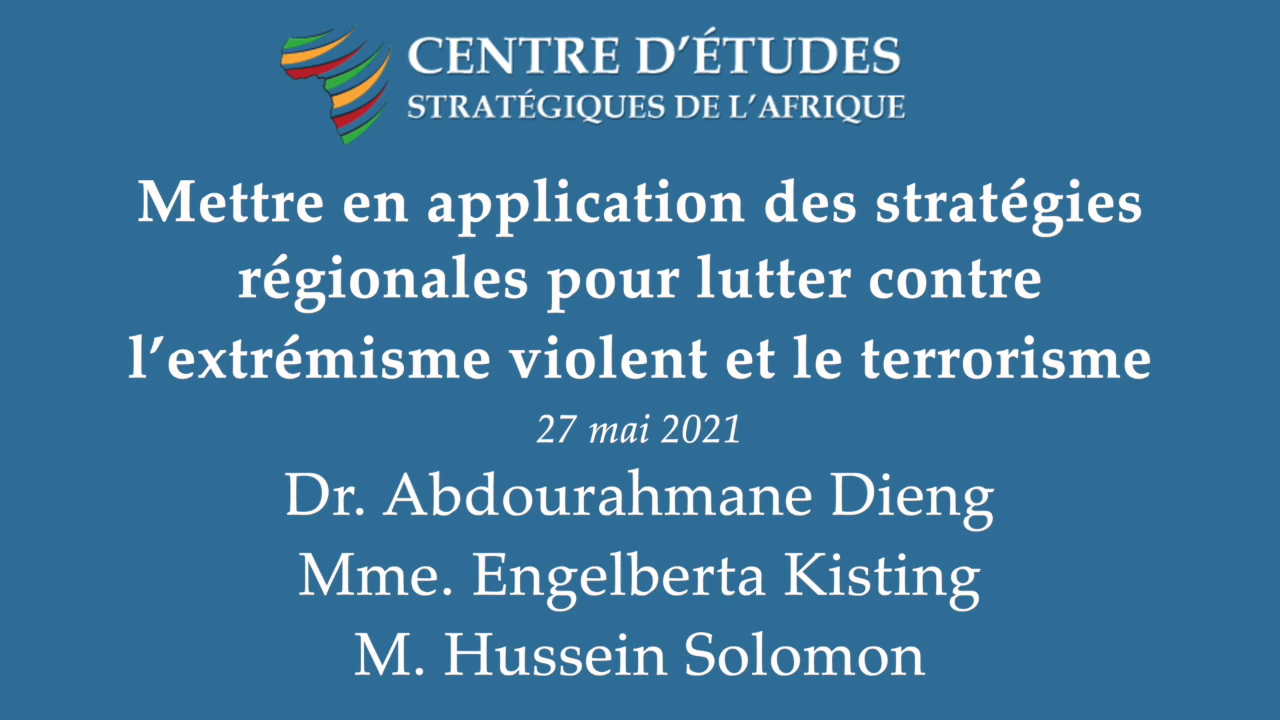 CENTRE D’ÉTUDES
STRATÉGIQUES DE L’AFRIQUE
Mettre en application des stratégies
régionales pour lutter contre
l’extrémisme violent et le terrorisme
27 mai 2021
Dr. Abdourahmane Dieng
Mme. Engelberta Kisting
M. Hussein Solomon